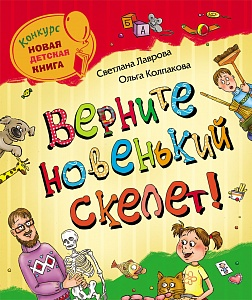 Конкурс
НОВАЯ
ДЕТСКАЯ
КНИГА
Светлана Лаврова
Ольга Колпакова
Верните
новенький
скелет!
Б А